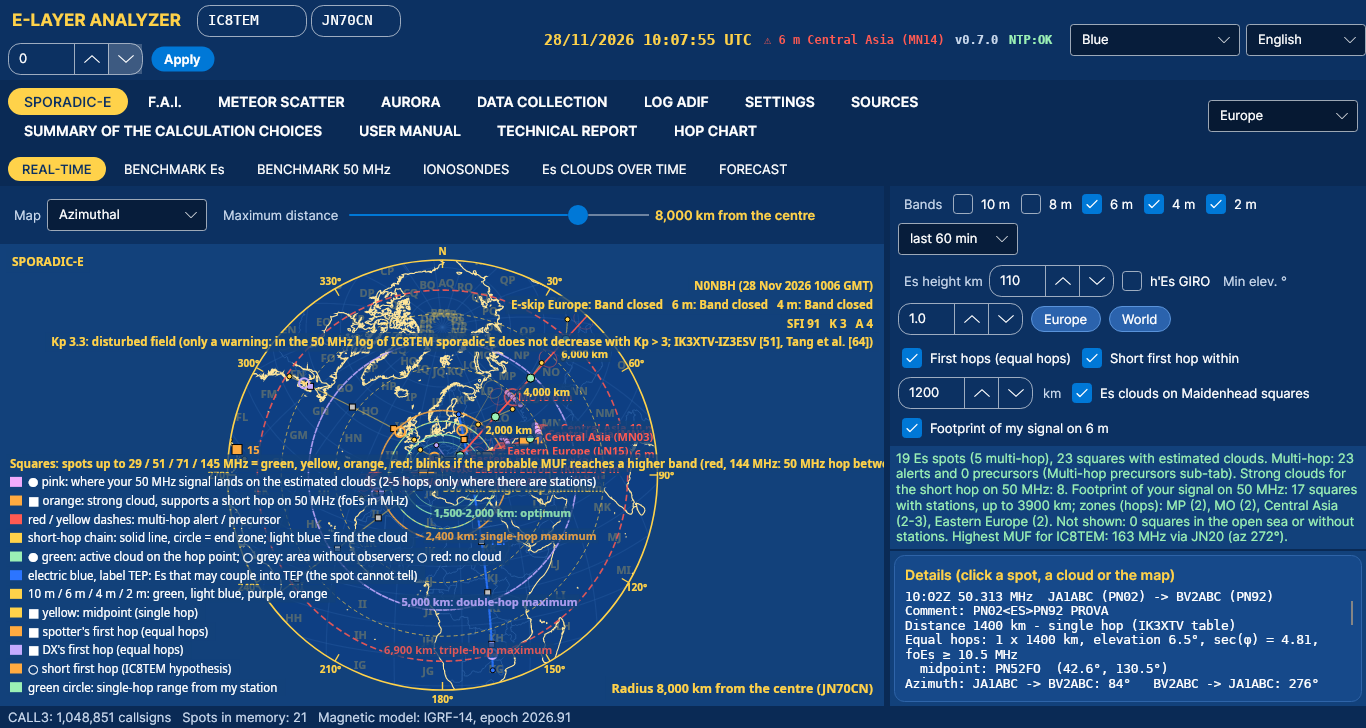 E-LAYER ANALYZER
IC8TEM
JN70CN
28/11/2026 10:07:55 UTC
⚠ 6 m Central Asia (MN14)
v0.7.0
NTP:OK
Blue
English
0
Apply
SPORADIC-E
F.A.I.
METEOR SCATTER
AURORA
DATA COLLECTION
LOG ADIF
SETTINGS
SOURCES
SUMMARY OF THE CALCULATION CHOICES
USER MANUAL
TECHNICAL REPORT
HOP CHART
Europe
REAL-TIME
BENCHMARK Es
BENCHMARK 50 MHz
IONOSONDES
Es CLOUDS OVER TIME
FORECAST
Map
Azimuthal
Maximum distance
8,000 km from the centre
Bands
10 m
8 m
6 m
4 m
2 m
last 60 min
Es height km
110
h'Es GIRO
Min elev. °
1.0
Europe
World
First hops (equal hops)
Short first hop within
1200
km
Es clouds on Maidenhead squares
Footprint of my signal on 6 m
SPORADIC-E
N
330°
30°
N0NBH (28 Nov 2026 1006 GMT)
E-skip Europe: Band closed 6 m: Band closed 4 m: Band closed
SFI 91 K 3 A 4
Kp 3.3: disturbed field (only a warning: in the 50 MHz log of IC8TEM sporadic-E does not decrease with Kp > 3; IK3XTV-IZ3ESV [51], Tang et al. [64])
6,000 km
300°
60°
4,000 km
2,000 km
Central Asia (MN03)
Eastern Europe (LN15)
15
Squares: spots up to 29 / 51 / 71 / 145 MHz = green, yellow, orange, red; blinks if the probable MUF reaches a higher band (red, 144 MHz: 50 MHz hop betwe
pink: where your 50 MHz signal lands on the estimated clouds (2-5 hops, only where there are stations)
90°
orange: strong cloud, supports a short hop on 50 MHz (foEs in MHz)
red / yellow dashes: multi-hop alert / precursor
1,500-2,000 km: optimum
short-hop chain: solid line, circle = end zone; light blue = find the cloud
2,400 km: single-hop maximum
green: active cloud on the hop point; ○ grey: area without observers; ○ red: no cloud
electric blue, label TEP: Es that may couple into TEP (the spot cannot tell)
120°
10 m / 6 m / 4 m / 2 m: green, light blue, purple, orange
5,000 km: double-hop maximum
yellow: midpoint (single hop)
spotter's first hop (equal hops)
DX's first hop (equal hops)
6,900 km: triple-hop maximum
short first hop (IC8TEM hypothesis)
210°
150°
green circle: single-hop range from my station
180°
Radius 8,000 km from the centre (JN70CN)
19 Es spots (5 multi-hop), 23 squares with estimated clouds. Multi-hop: 23
alerts and 0 precursors (Multi-hop precursors sub-tab). Strong clouds for
the short hop on 50 MHz: 8. Footprint of your signal on 50 MHz: 17 squares
with stations, up to 3900 km; zones (hops): MP (2), MO (2), Central Asia
(2-3), Eastern Europe (2). Not shown: 0 squares in the open sea or without
stations. Highest MUF for IC8TEM: 163 MHz via JN20 (az 272°).
Details (click a spot, a cloud or the map)
10:02Z 50.313 MHz JA1ABC (PN02) -> BV2ABC (PN92)
Comment: PN02<ES>PN92 PROVA
Distance 1400 km - single hop (IK3XTV table)
Equal hops: 1 x 1400 km, elevation 6.5°, sec(φ) = 4.81,
foEs ≥ 10.5 MHz
midpoint: PN52FO (42.6°, 130.5°)
Azimuth: JA1ABC -> BV2ABC: 84° BV2ABC -> JA1ABC: 276°
CALL3: 1,048,851 callsigns
Spots in memory: 21
Magnetic model: IGRF-14, epoch 2026.91